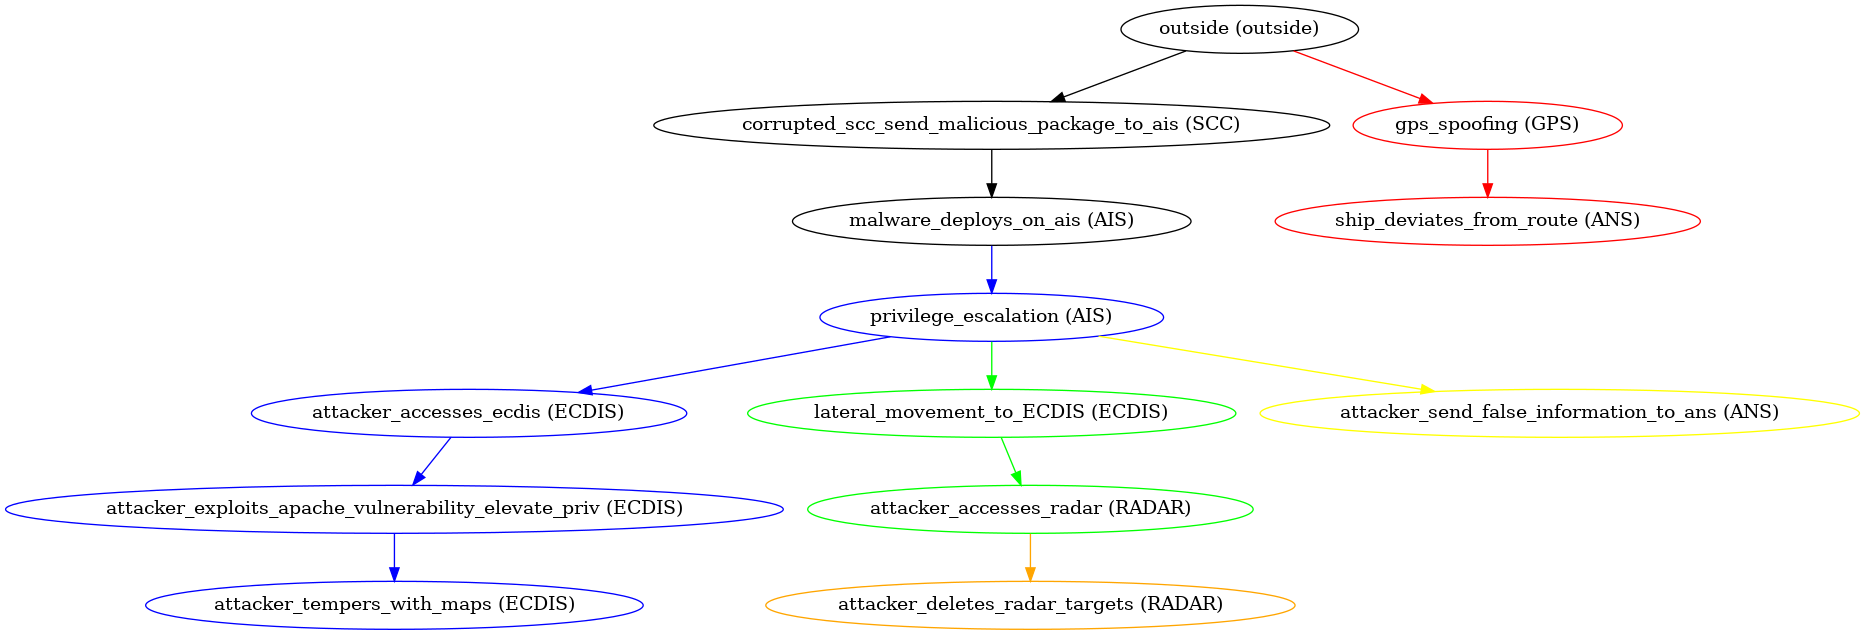 outside (outside)
corrupted_scc_send_malicious_package_to_ais (SCC)
gps_spoofing (GPS)
malware_deploys_on_ais (AIS)
ship_deviates_from_route (ANS)
privilege_escalation (AIS)
attacker_accesses_ecdis (ECDIS)
lateral_movement_to_ECDIS (ECDIS)
attacker_send_false_information_to_ans (ANS)
attacker_exploits_apache_vulnerability_elevate_priv (ECDIS)
attacker_accesses_radar (RADAR)
attacker_tempers_with_maps (ECDIS)
attacker_deletes_radar_targets (RADAR)